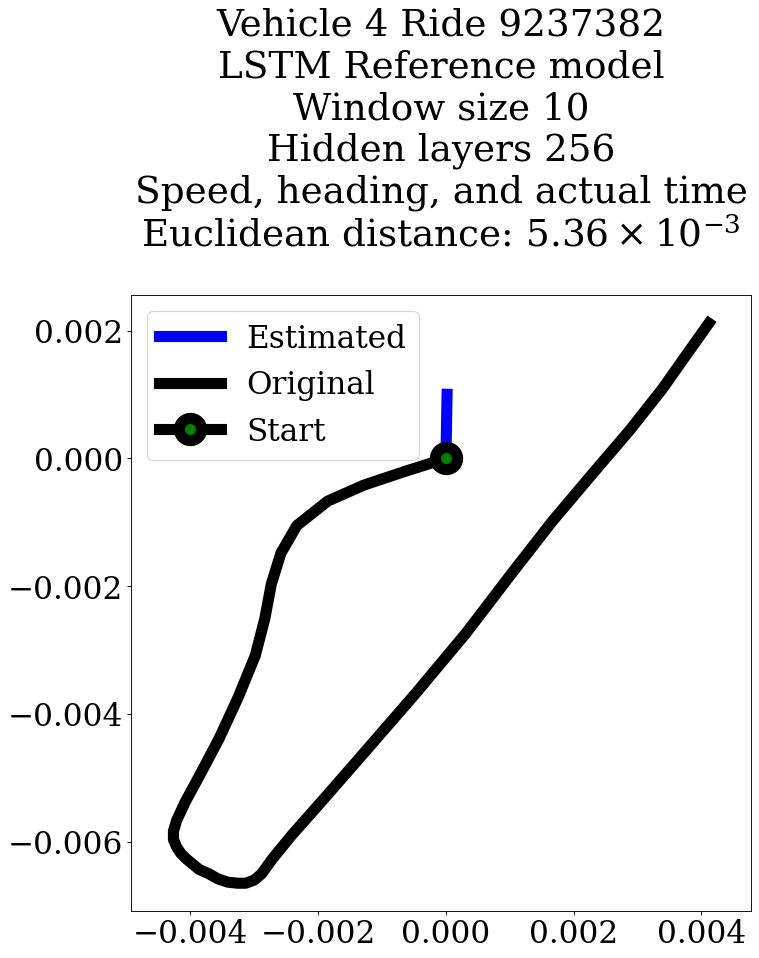 Vehicle 4 Ride 9237382
LSTM Reference model
Window size 10
Hidden layers 256
Speed, heading, and actual time
Euclidean distance: 5.36 × 10⁻³
Estimated
Original
Start
0.002
0.000
−0.002
−0.004
−0.006
−0.004 −0.002 0.000 0.002 0.004